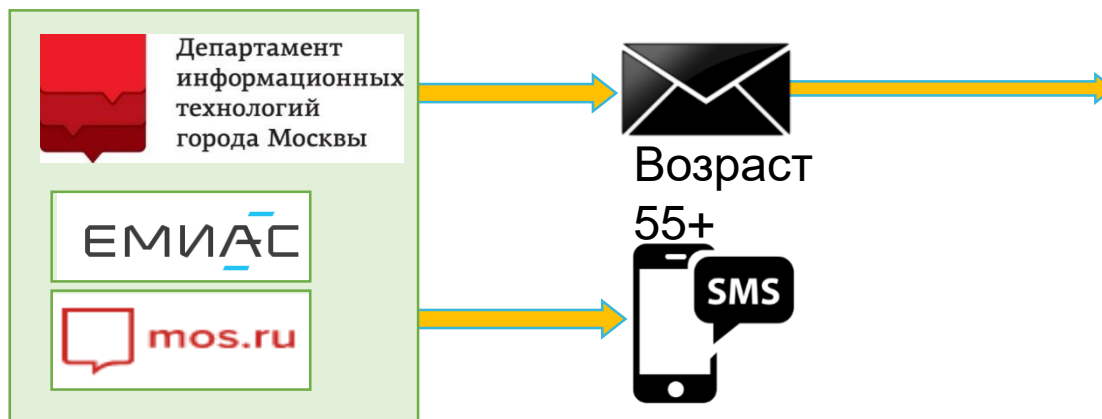 Департамент
информационных
технологий
города Москвы
ЕМИАС
mos.ru
Возраст
55+
SMS